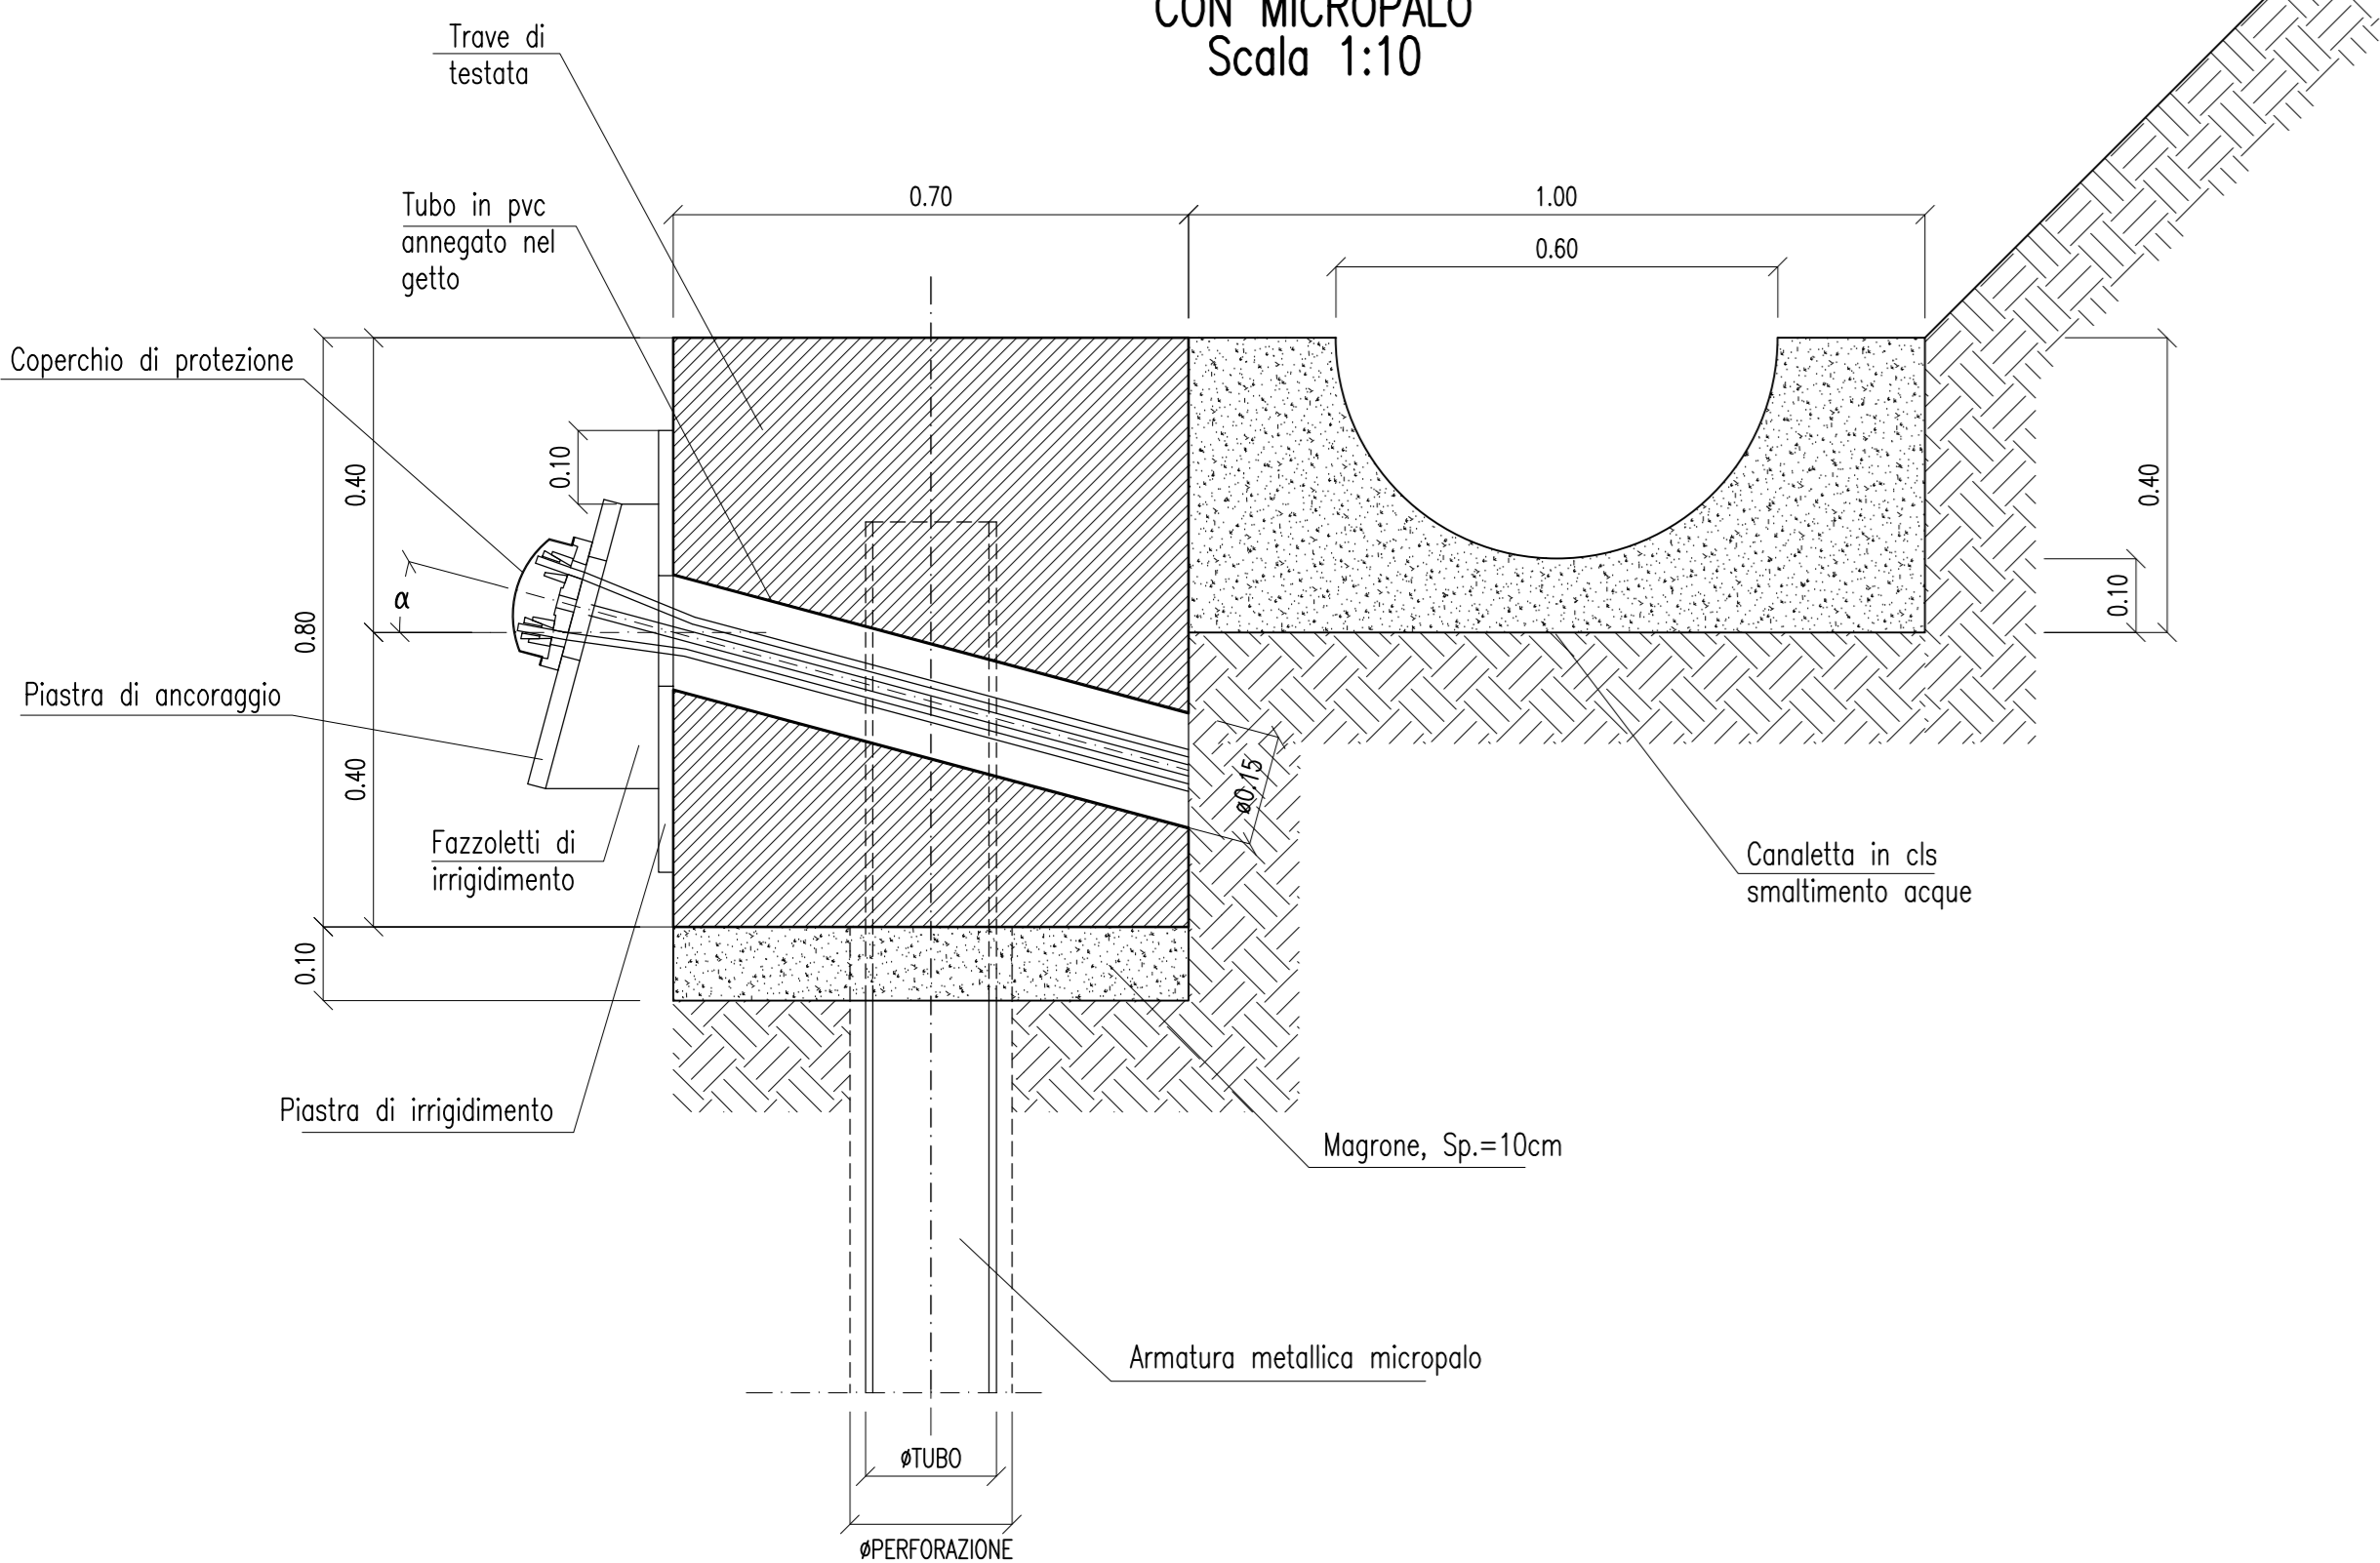 CON MICROPALO
Scala 1:10
Trave di
testata
Tubo in pvc
annegato nel
getto
0.70
1.00
0.60
Coperchio di protezione
0.40
0.10
0.80
α
0.40
0.10
Piastra di ancoraggio
0.40
ø0.15
Fazzoletti di
irrigidimento
Canaletta in cls
smaltimento acque
0.10
Piastra di irrigidimento
Magrone, Sp.=10cm
Armatura metallica micropalo
øTUBO
øPERFORAZIONE